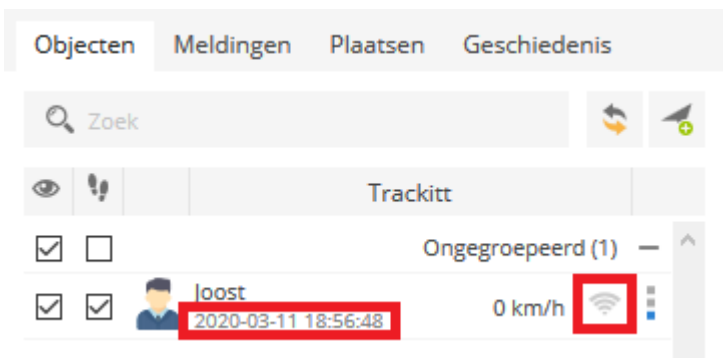 Objecten Meldingen Plaatsen Geschiedenis
Zoek
Trackitt
Ongegroepeerd (1)
Joost
2020-03-11 18:56:48 0 km/h